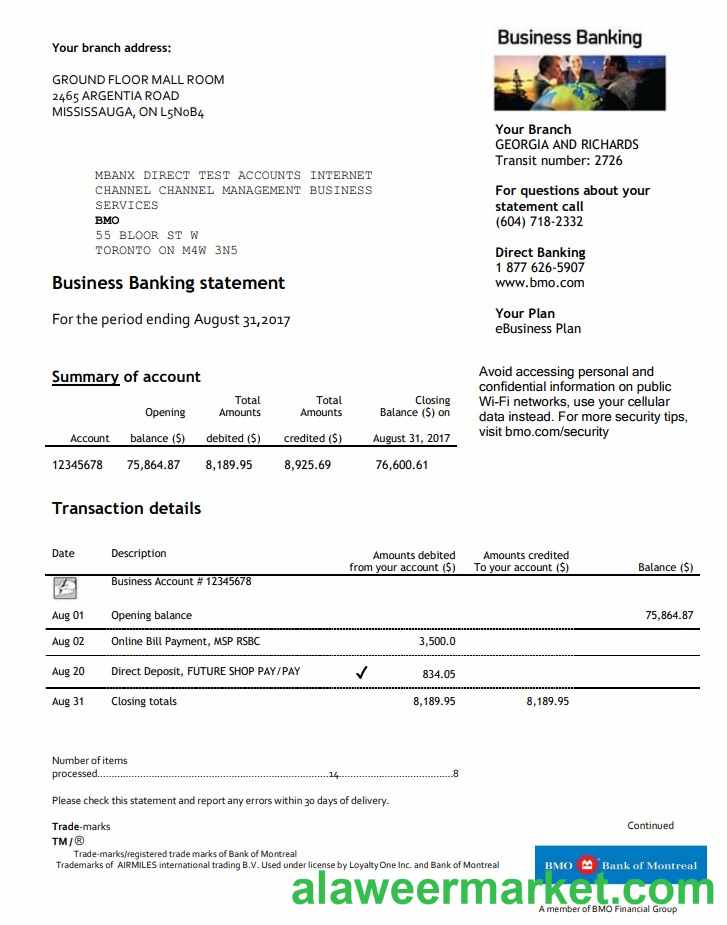 Your branch address:
GROUND FLOOR MALL ROOM
2465 ARGENTIA ROAD
MISSISSAUGA, ON L5N0B4
Business Banking
Your Branch
GEORGIA AND RICHARDS
Transit number: 2726
For questions about your
statement call
(604) 718-2332
Direct Banking
1 877 626-5907
www.bmo.com
Your Plan
eBusiness Plan
MBANX DIRECT TEST ACCOUNTS INTERNET
CHANNEL CHANNEL MANAGEMENT BUSINESS
SERVICES
BMO
55 BLOOR ST W
TORONTO ON M4W 3N5
Business Banking statement
For the period ending August 31,2017
Avoid accessing personal and
confidential information on public
Wi-Fi networks, use your cellular
data instead. For more security tips,
visit bmo.com/security
Summary of account
Total Total Closing
Opening Amounts Amounts Balance ($) on
Account balance ($) debited ($) credited ($) August 31, 2017
12345678 75,864.87 8,189.95 8,925.69 76,600.61
Transaction details
Date Description Amounts debited Amounts credited
from your account ($) To your account ($) Balance ($)
Business Account # 12345678
Aug 01 Opening balance 75,864.87
Aug 02 Online Bill Payment, MSP RSBC 3,500.0
Aug 20 Direct Deposit, FUTURE SHOP PAY/PAY ✓ 834.05
Aug 31 Closing totals 8,189.95 8,189.95
Number of items
processed.....14.....8
Please check this statement and report any errors within 30 days of delivery.
Trade-marks Continued
TM/®
Trade-marks/registered trade marks of Bank of Montreal
Trademarks of AIRMILES international trading B.V. Used under license by LoyaltyOne Inc. and Bank of Montreal
BMO Bank of Montreal
alaweermarket.com
A member of BMO Financial Group